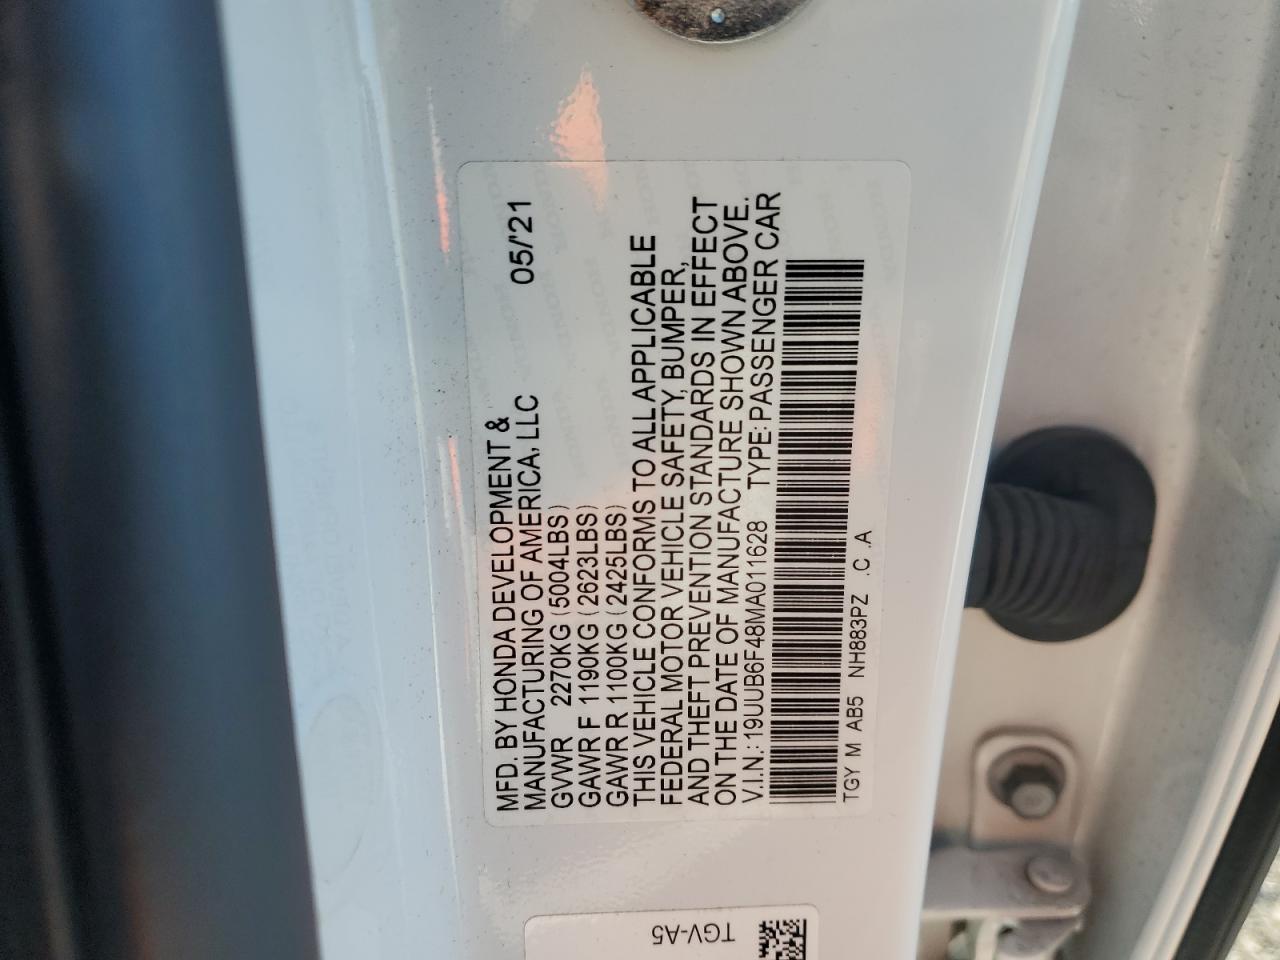 MFD. BY HONDA DEVELOPMENT &
MANUFACTURING OF AMERICA, LLC 05/'21
GVWR 2270KG (5004LBS)
GAWR F 1190KG (2623LBS)
GAWR R 1100KG (2425LBS)
THIS VEHICLE CONFORMS TO ALL APPLICABLE
FEDERAL MOTOR VEHICLE SAFETY, BUMPER,
AND THEFT PREVENTION STANDARDS IN EFFECT
ON THE DATE OF MANUFACTURE SHOWN ABOVE.
V.I.N.: 19UUB6F48MA011628 TYPE: PASSENGER CAR
TGY M AB5 NH883PZ .C .A
TGV-A5